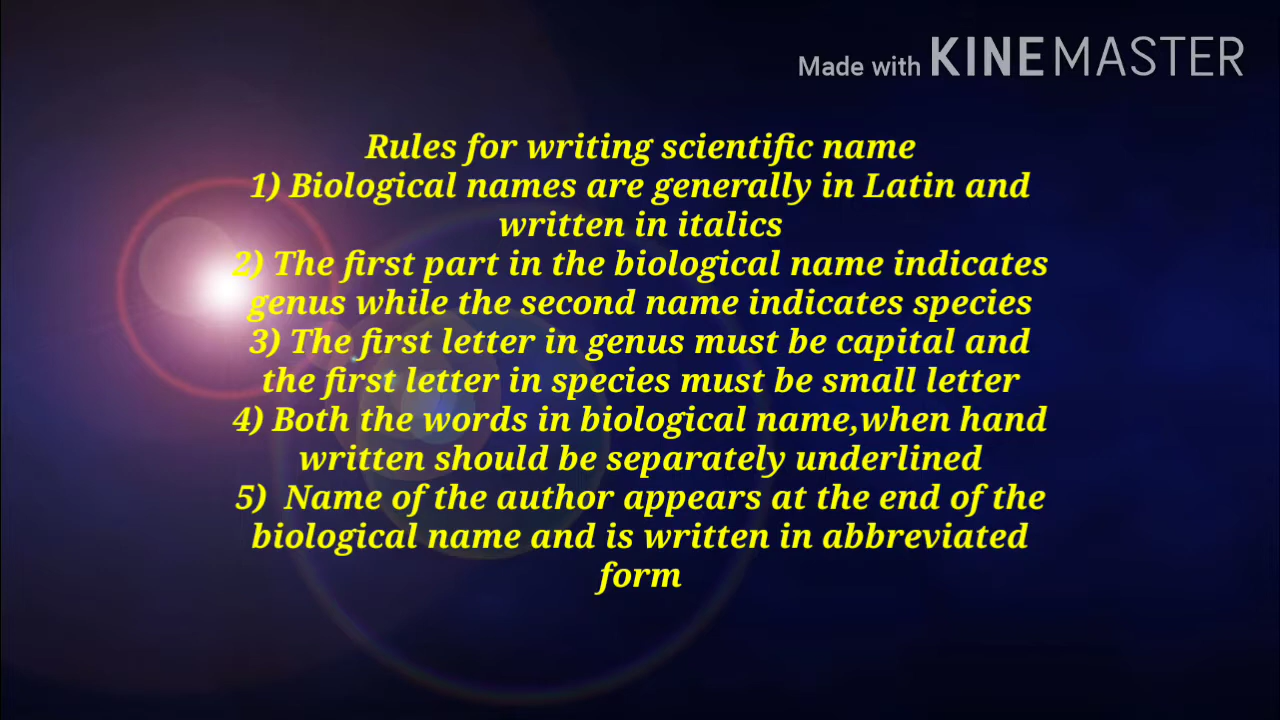 Made with KINEMASTER
Rules for writing scientific name
1) Biological names are generally in Latin and
written in italics
2) The first part in the biological name indicates
genus while the second name indicates species
3) The first letter in genus must be capital and
the first letter in species must be small letter
4) Both the words in biological name,when hand
written should be separately underlined
5)  Name of the author appears at the end of the
biological name and is written in abbreviated
form